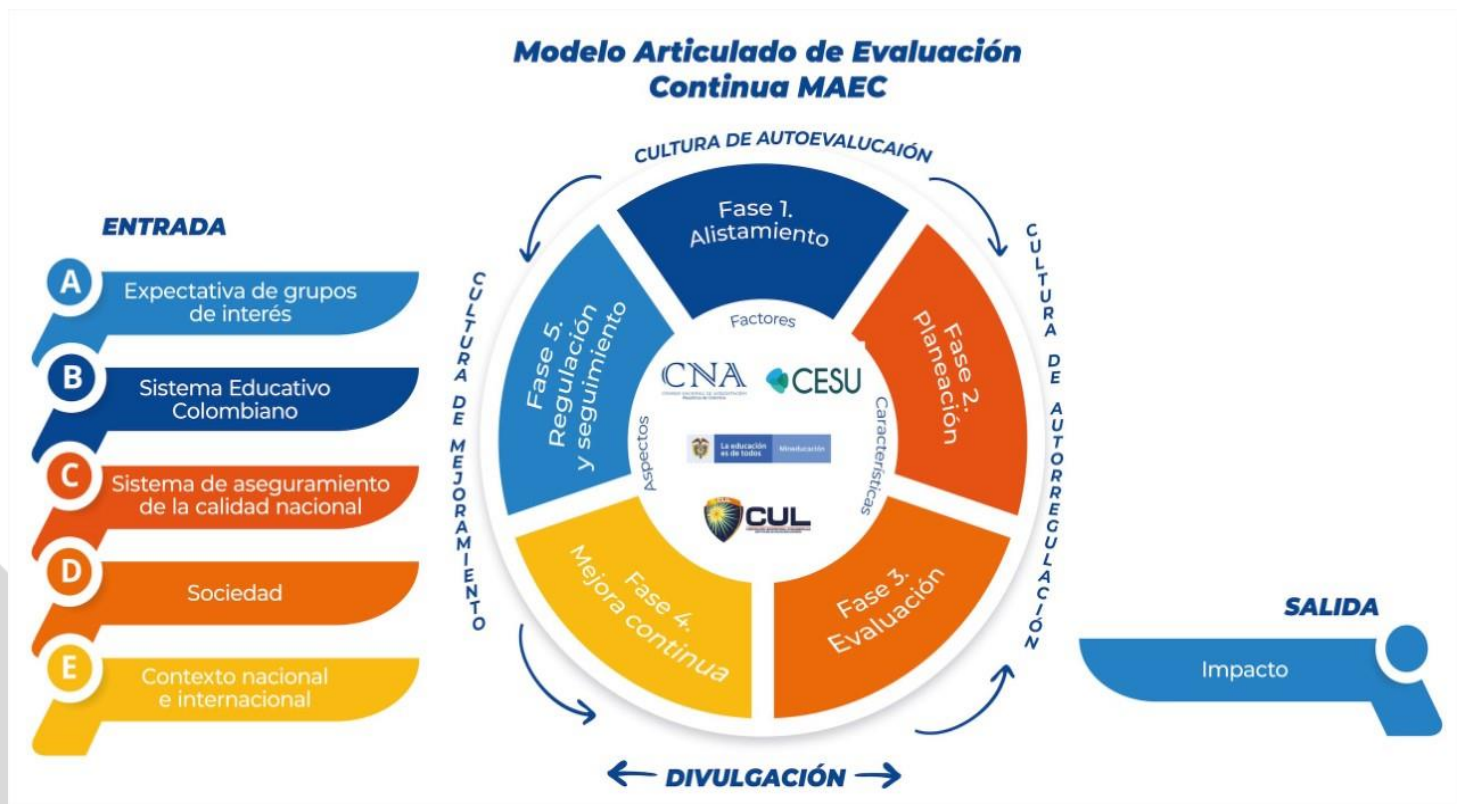 Modelo Articulado de Evaluación
Continua MAEC
CULTURA DE AUTOEVALUCAIÓN
ENTRADA
A
Expectativa de grupos
de interés
B
Sistema Educativo
Colombiano
C
Sistema de aseguramiento
de la calidad nacional
D
Sociedad
E
Contexto nacional
e internacional
CULTURA DE MEJORAMIENTO
Fase 1.
Alistamiento
Fase 2.
Planeación
Fase 3.
Evaluación
Fase 4.
Mejora continua
Fase 5.
Regulación
y seguimiento
Factores
Características
Aspectos
CNA
CESU
La educación
es de todos
Mineducación
CUL
CULTURA DE AUTORREGULACIÓN
DIVULGACIÓN
SALIDA
Impacto